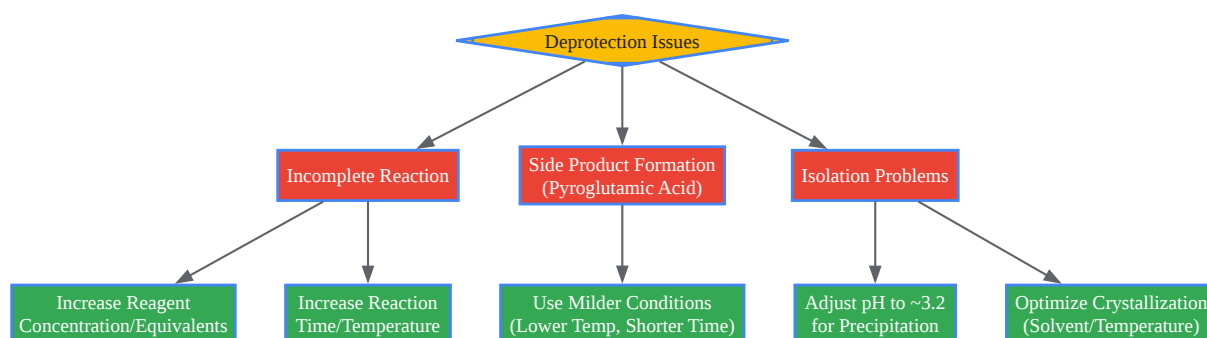 Deprotection Issues
Incomplete Reaction
Side Product Formation
(Pyroglutamic Acid)
Isolation Problems
Increase Reagent
Concentration/Equivalents
Increase Reaction
Time/Temperature
Use Milder Conditions
(Lower Temp, Shorter Time)
Adjust pH to ~3.2
for Precipitation
Optimize Crystallization
(Solvent/Temperature)